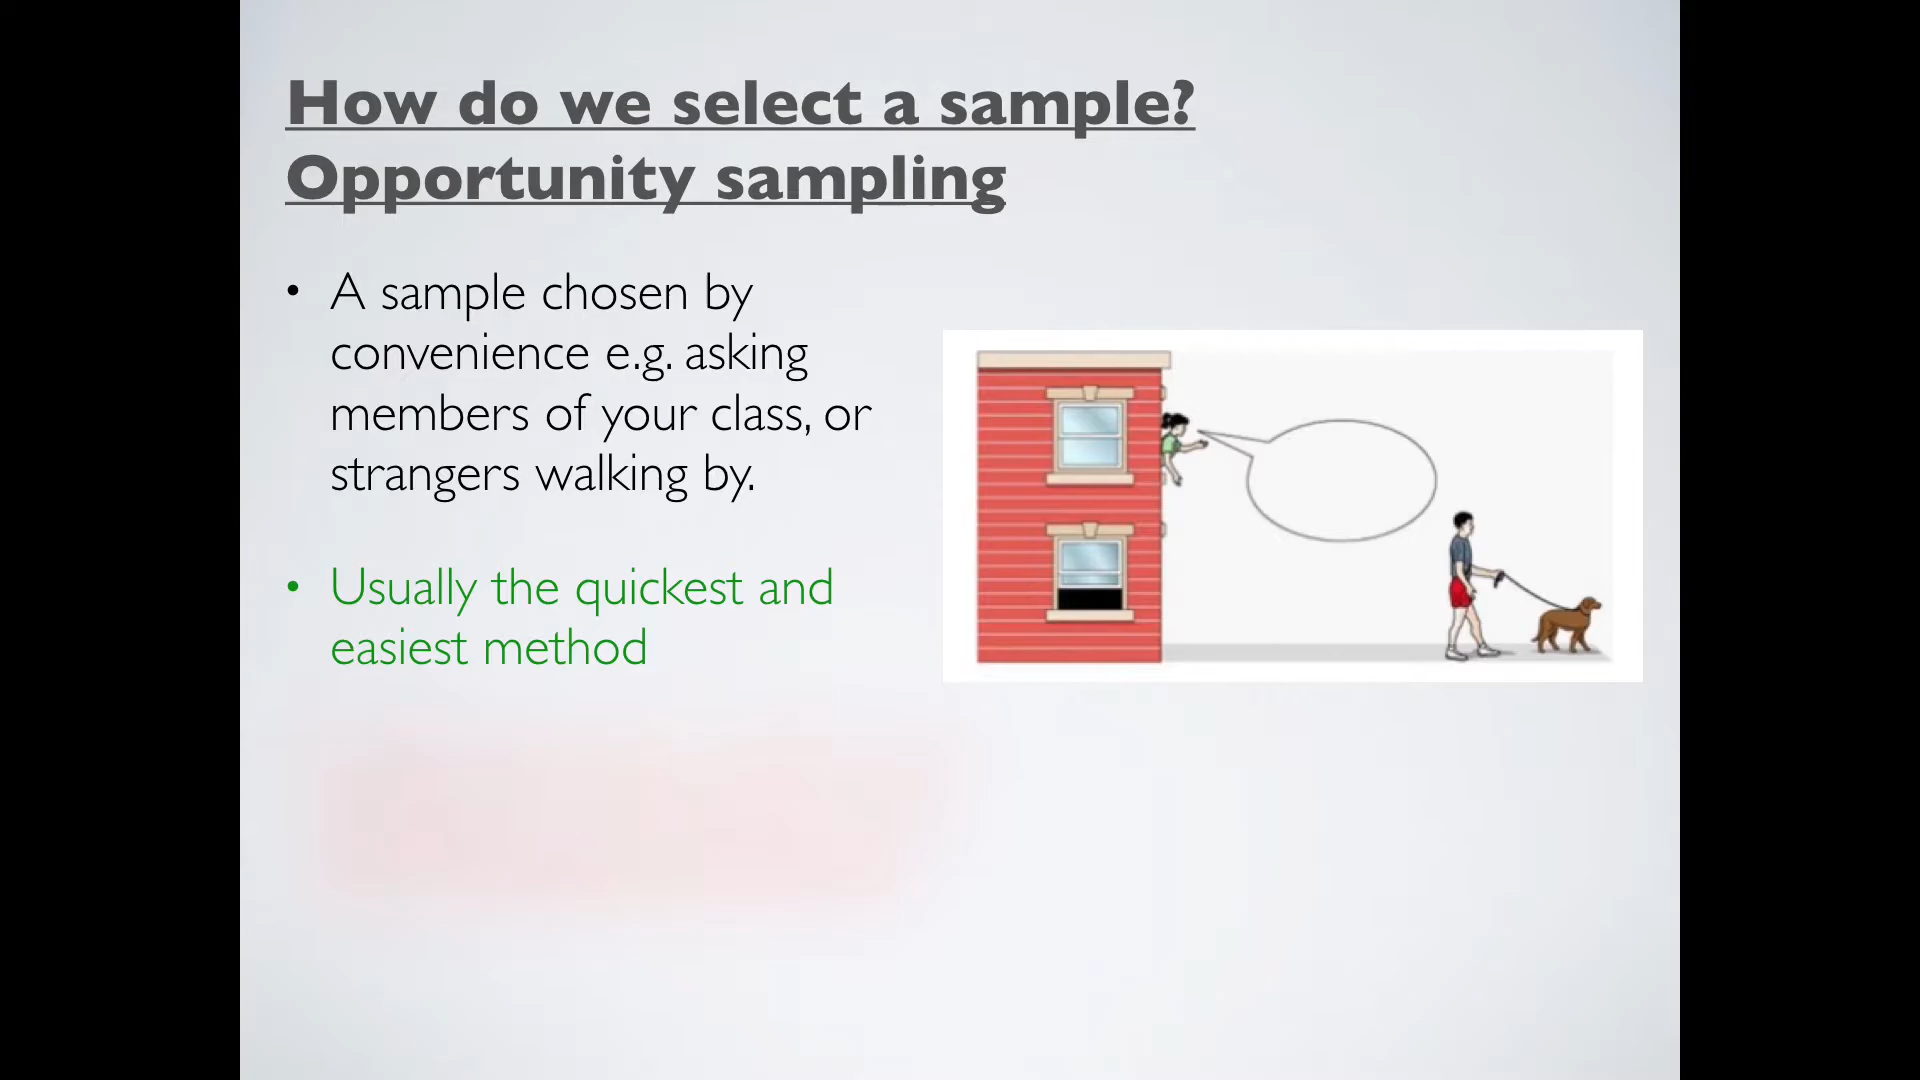 How do we select a sample?
Opportunity sampling
• A sample chosen by
convenience e.g. asking
members of your class, or
strangers walking by.
• Usually the quickest and
easiest method